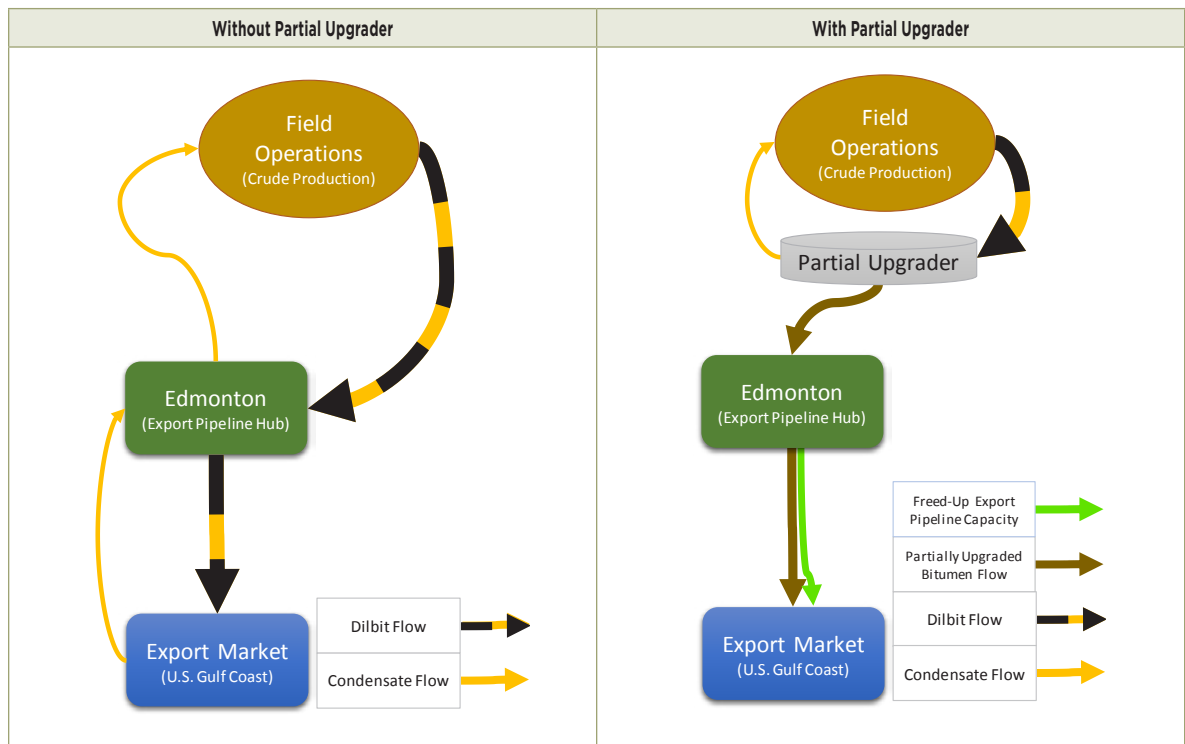 Without Partial Upgrader
With Partial Upgrader
Field
Operations
(Crude Production)
Edmonton
(Export Pipeline Hub)
Export Market
(U.S. Gulf Coast)
Dilbit Flow
Condensate Flow
Field
Operations
(Crude Production)
Partial Upgrader
Edmonton
(Export Pipeline Hub)
Export Market
(U.S. Gulf Coast)
Freed-Up Export
Pipeline Capacity
Partially Upgraded
Bitumen Flow
Dilbit Flow
Condensate Flow